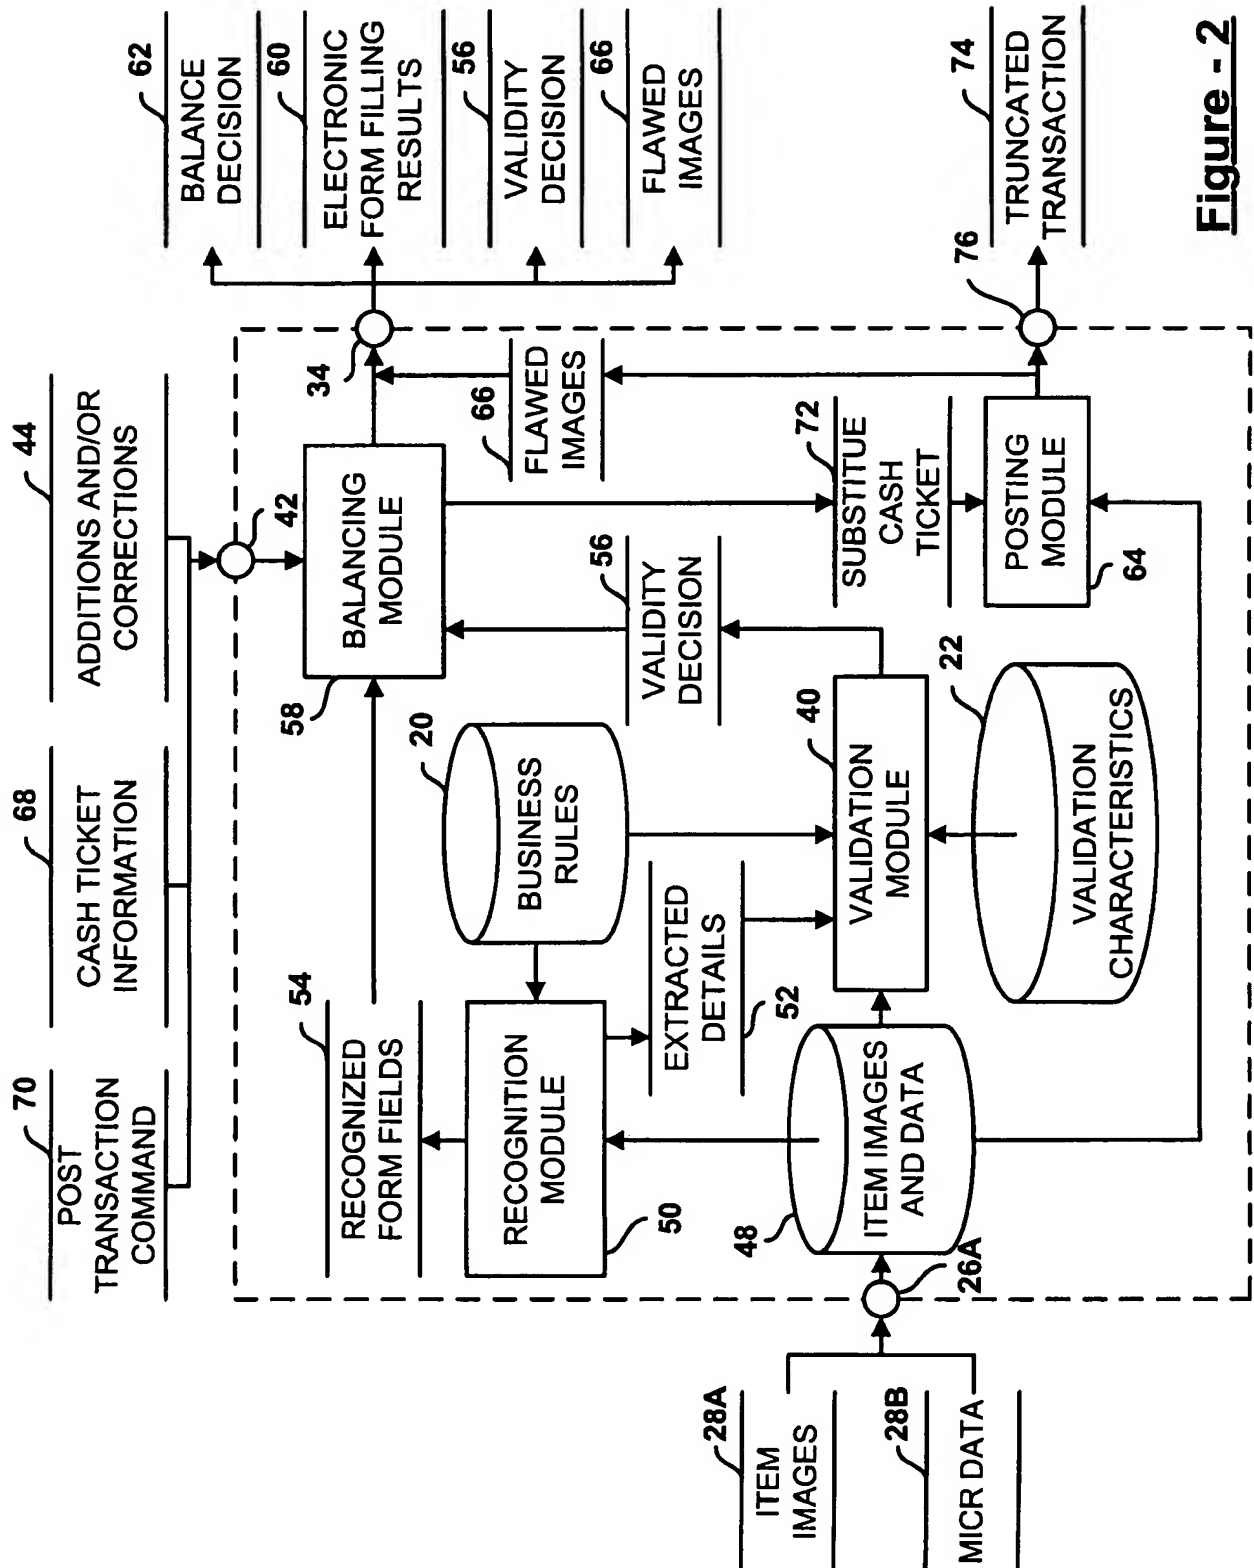 70
POST
TRANSACTION
COMMAND
68
CASH TICKET
INFORMATION
44
ADDITIONS AND/OR
CORRECTIONS
42
62
BALANCE
DECISION
60
ELECTRONIC
FORM FILLING
RESULTS
56
VALIDITY
DECISION
66
FLAWED
IMAGES
34
54
RECOGNIZED
FORM FIELDS
58
BALANCING
MODULE
66
FLAWED
IMAGES
20
BUSINESS
RULES
RECOGNITION
MODULE
50
EXTRACTED
DETAILS
52
56
VALIDITY
DECISION
72
SUBSTITUE
CASH
TICKET
28A
ITEM
IMAGES
28B
MICR DATA
26A
48
ITEM IMAGES
AND DATA
40
VALIDATION
MODULE
22
VALIDATION
CHARACTERISTICS
POSTING
MODULE
64
76
74
TRUNCATED
TRANSACTION
Figure - 2